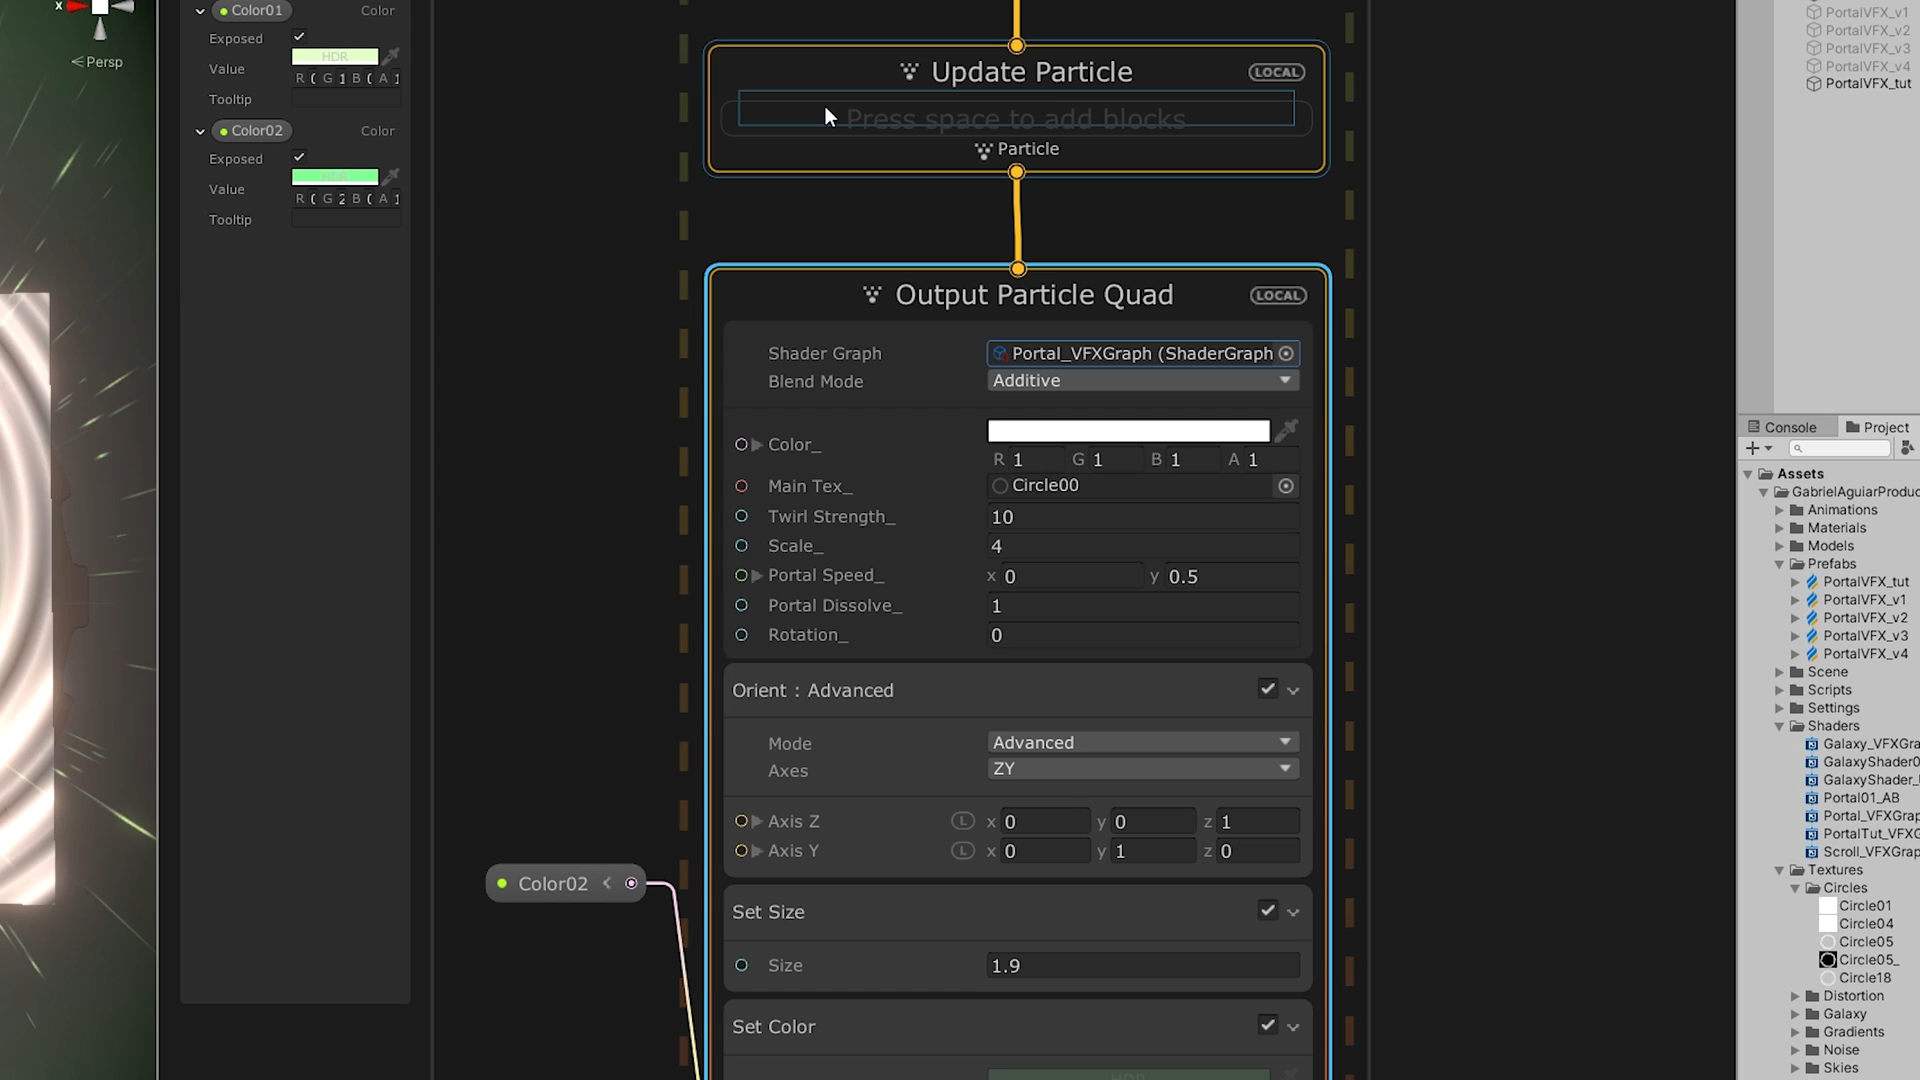 x
Persp
Color01
Color
Exposed
HDR
Value
R G 1 B A 1
Tooltip
Color02
Color
Exposed
HDR
Value
R G 2 B A 1
Tooltip
Update Particle
LOCAL
Press space to add blocks
Particle
Output Particle Quad
LOCAL
Shader Graph
Portal_VFXGraph (ShaderGraph
Blend Mode
Additive
Color_
R 1 G 1 B 1 A 1
Main Tex_
Circle00
Twirl Strength_
10
Scale_
4
Portal Speed_
x 0 y 0.5
Portal Dissolve_
1
Rotation_
0
Orient : Advanced
Mode
Advanced
Axes
ZY
Axis Z
L x 0 y 0 z 1
Axis Y
L x 0 y 1 z 0
Color02
Set Size
Size
1.9
Set Color
HDR
PortalVFX_v1
PortalVFX_v2
PortalVFX_v3
PortalVFX_v4
PortalVFX_tut
Console
Project
Assets
GabrielAguiarProduc
Animations
Materials
Models
Prefabs
PortalVFX_tut
PortalVFX_v1
PortalVFX_v2
PortalVFX_v3
PortalVFX_v4
Scene
Scripts
Settings
Shaders
Galaxy_VFXGra
GalaxyShader0
GalaxyShader_
Portal01_AB
Portal_VFXGrap
PortalTut_VFXG
Scroll_VFXGrap
Textures
Circles
Circle01
Circle04
Circle05
Circle05_
Circle18
Distortion
Galaxy
Gradients
Noise
Skies